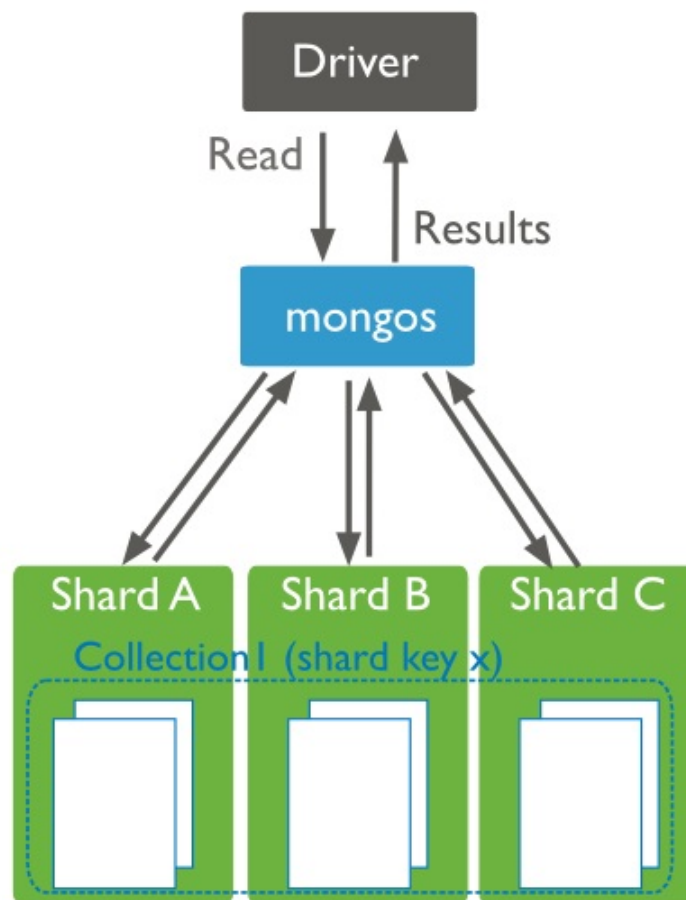 Driver
Read
Results
mongos
Shard A
Shard B
Shard C
Collection1 (shard key x)